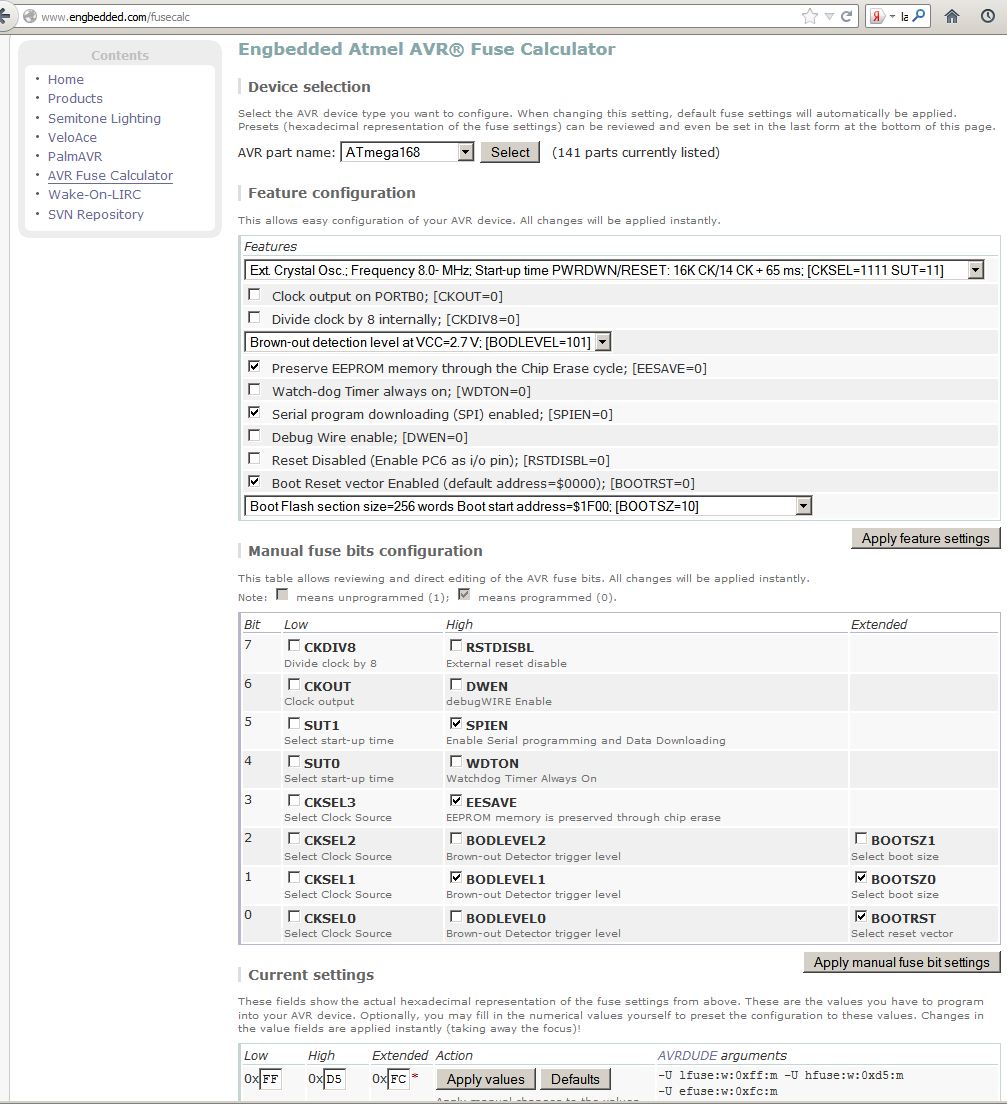 www.engbedded.com/fusecalc
Contents
Home
Products
Semitone Lighting
VeloAce
PalmAVR
AVR Fuse Calculator
Wake-On-LIRC
SVN Repository
Engbedded Atmel AVR® Fuse Calculator
Device selection
Select the AVR device type you want to configure. When changing this setting, default fuse settings will automatically be applied.
Presets (hexadecimal representation of the fuse settings) can be reviewed and even be set in the last form at the bottom of this page.
AVR part name: ATmega168 Select (141 parts currently listed)
Feature configuration
This allows easy configuration of your AVR device. All changes will be applied instantly.
Features
Ext. Crystal Osc.; Frequency 8.0- MHz; Start-up time PWRDWN/RESET: 16K CK/14 CK + 65 ms; [CKSEL=1111 SUT=11]
Clock output on PORTB0; [CKOUT=0]
Divide clock by 8 internally; [CKDIV8=0]
Brown-out detection level at VCC=2.7 V; [BODLEVEL=101]
Preserve EEPROM memory through the Chip Erase cycle; [EESAVE=0]
Watch-dog Timer always on; [WDTON=0]
Serial program downloading (SPI) enabled; [SPIEN=0]
Debug Wire enable; [DWEN=0]
Reset Disabled (Enable PC6 as i/o pin); [RSTDISBL=0]
Boot Reset vector Enabled (default address=$0000); [BOOTRST=0]
Boot Flash section size=256 words Boot start address=$1F00; [BOOTSZ=10]
Apply feature settings
Manual fuse bits configuration
This table allows reviewing and direct editing of the AVR fuse bits. All changes will be applied instantly.
Note: means unprogrammed (1); means programmed (0).
Bit Low High Extended
7 CKDIV8 RSTDISBL
Divide clock by 8 External reset disable
6 CKOUT DWEN
Clock output debugWIRE Enable
5 SUT1 SPIEN
Select start-up time Enable Serial programming and Data Downloading
4 SUT0 WDTON
Select start-up time Watchdog Timer Always On
3 CKSEL3 EESAVE
Select Clock Source EEPROM memory is preserved through chip erase
2 CKSEL2 BODLEVEL2 BOOTSZ1
Select Clock Source Brown-out Detector trigger level Select boot size
1 CKSEL1 BODLEVEL1 BOOTSZ0
Select Clock Source Brown-out Detector trigger level Select boot size
0 CKSEL0 BODLEVEL0 BOOTRST
Select Clock Source Brown-out Detector trigger level Select reset vector
Apply manual fuse bit settings
Current settings
These fields show the actual hexadecimal representation of the fuse settings from above. These are the values you have to program
into your AVR device. Optionally, you may fill in the numerical values yourself to preset the configuration to these values. Changes in
the value fields are applied instantly (taking away the focus)!
Low High Extended Action AVRDUDE arguments
0xFF 0xD5 0xFC * Apply values Defaults -U lfuse:w:0xff:m -U hfuse:w:0xd5:m
-U efuse:w:0xfc:m